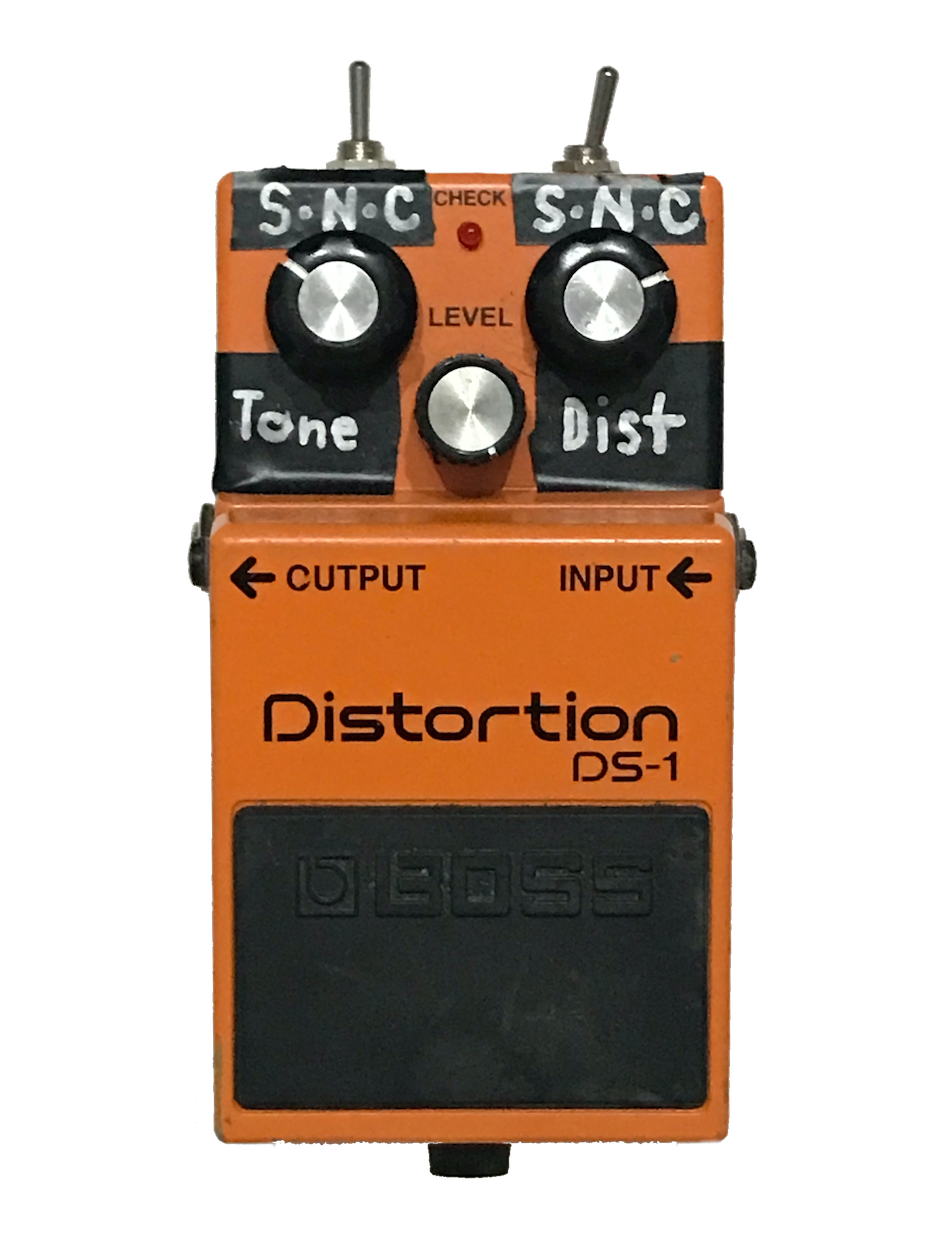 S·N·C
CHECK
S·N·C
LEVEL
Tone
Dist
← CUTPUT
INPUT ←
Distortion
DS-1
BOSS